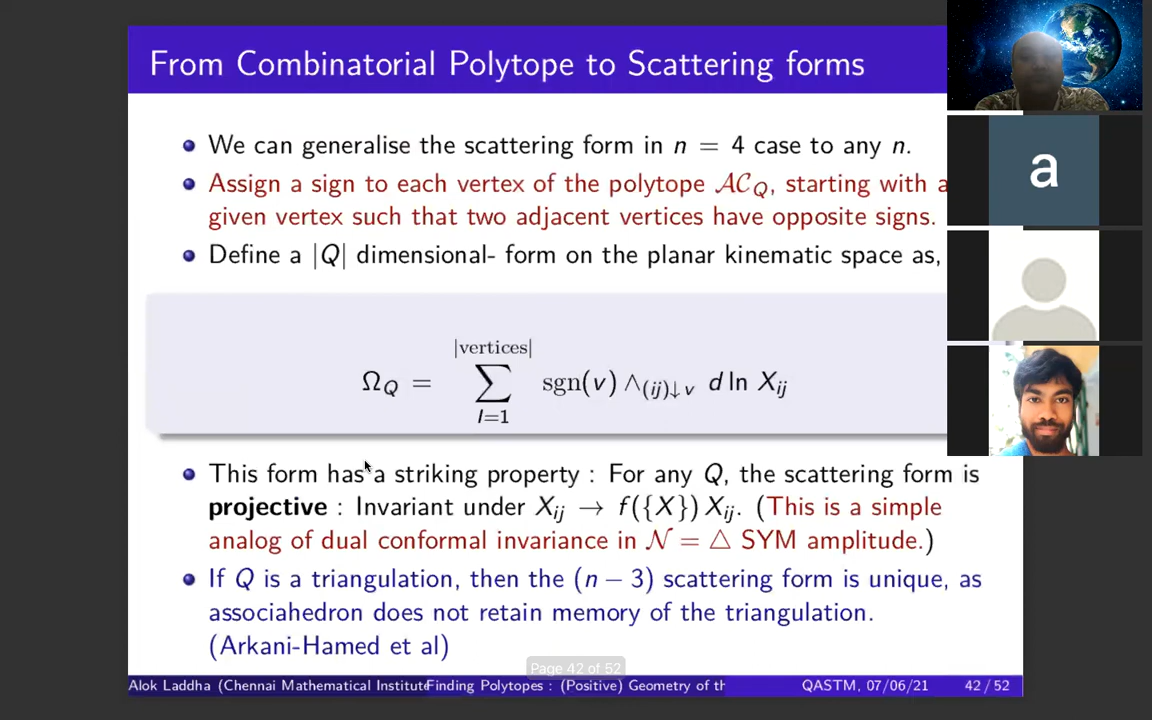 From Combinatorial Polytope to Scattering forms
We can generalise the scattering form in n = 4 case to any n.
Assign a sign to each vertex of the polytope AC_Q, starting with a
given vertex such that two adjacent vertices have opposite signs.
Define a |Q| dimensional- form on the planar kinematic space as,
Ω_Q = ∑_{I=1}^{|vertices|} sgn(v) ∧_{(ij)↓v} d ln X_{ij}
This form has a striking property : For any Q, the scattering form is
projective : Invariant under X_{ij} → f({X}) X_{ij}. (This is a simple
analog of dual conformal invariance in N = △ SYM amplitude.)
If Q is a triangulation, then the (n − 3) scattering form is unique, as
associahedron does not retain memory of the triangulation.
(Arkani-Hamed et al)
Page 42 of 52
Alok Laddha (Chennai Mathematical Institute Finding Polytopes : (Positive) Geometry of th QASTM, 07/06/21 42 / 52
a